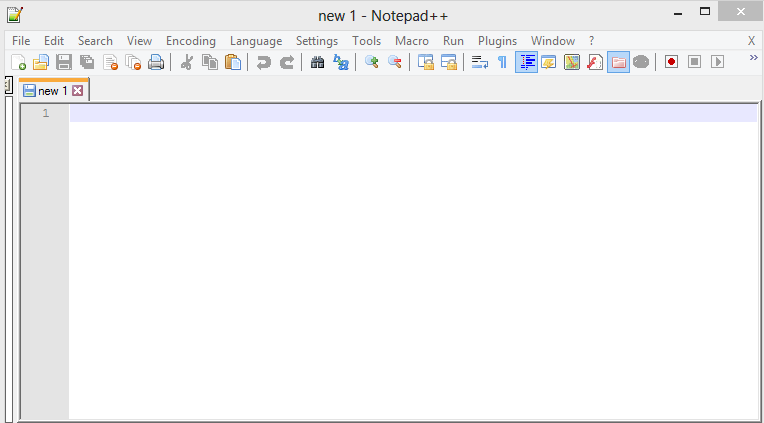 new 1 - Notepad++
File Edit Search View Encoding Language Settings Tools Macro Run Plugins Window ? X
new 1
1